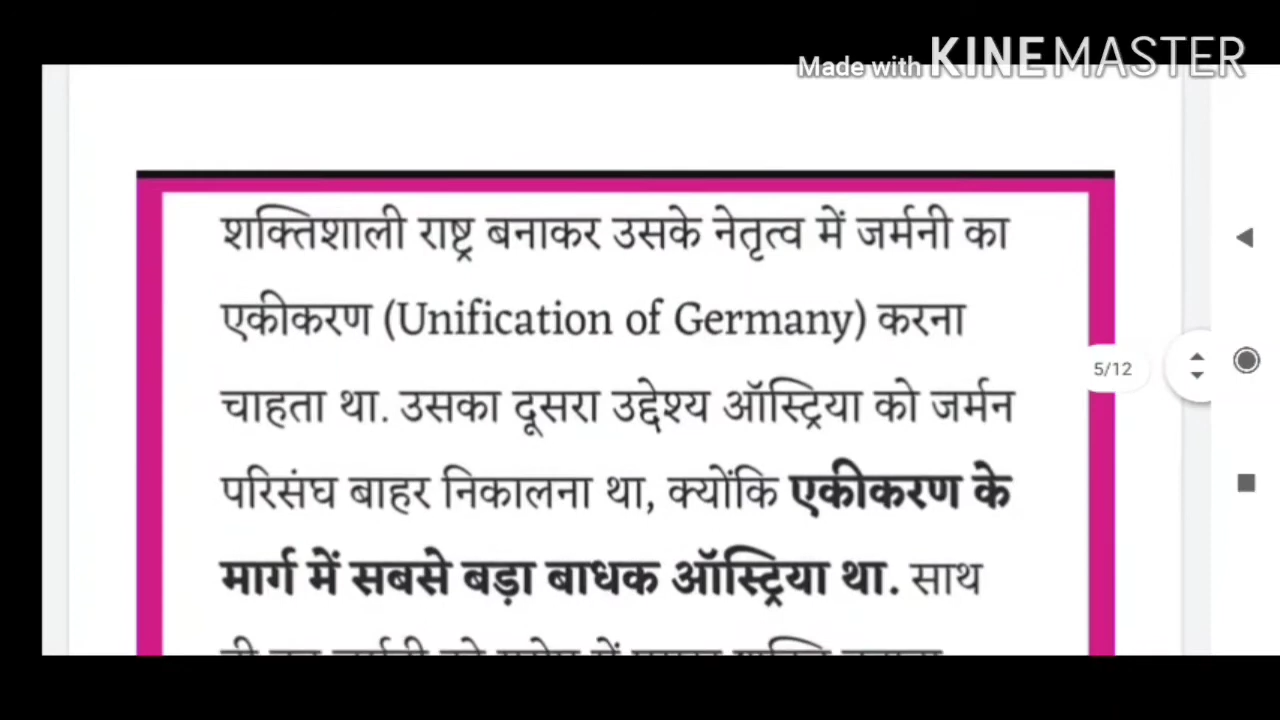 Made with KINEMASTER
शक्तिशाली राष्ट्र बनाकर उसके नेतृत्व में जर्मनी का
एकीकरण (Unification of Germany) करना
5/12
चाहता था. उसका दूसरा उद्देश्य ऑस्ट्रिया को जर्मन
परिसंघ बाहर निकालना था, क्योंकि एकीकरण के
मार्ग में सबसे बड़ा बाधक ऑस्ट्रिया था. साथ